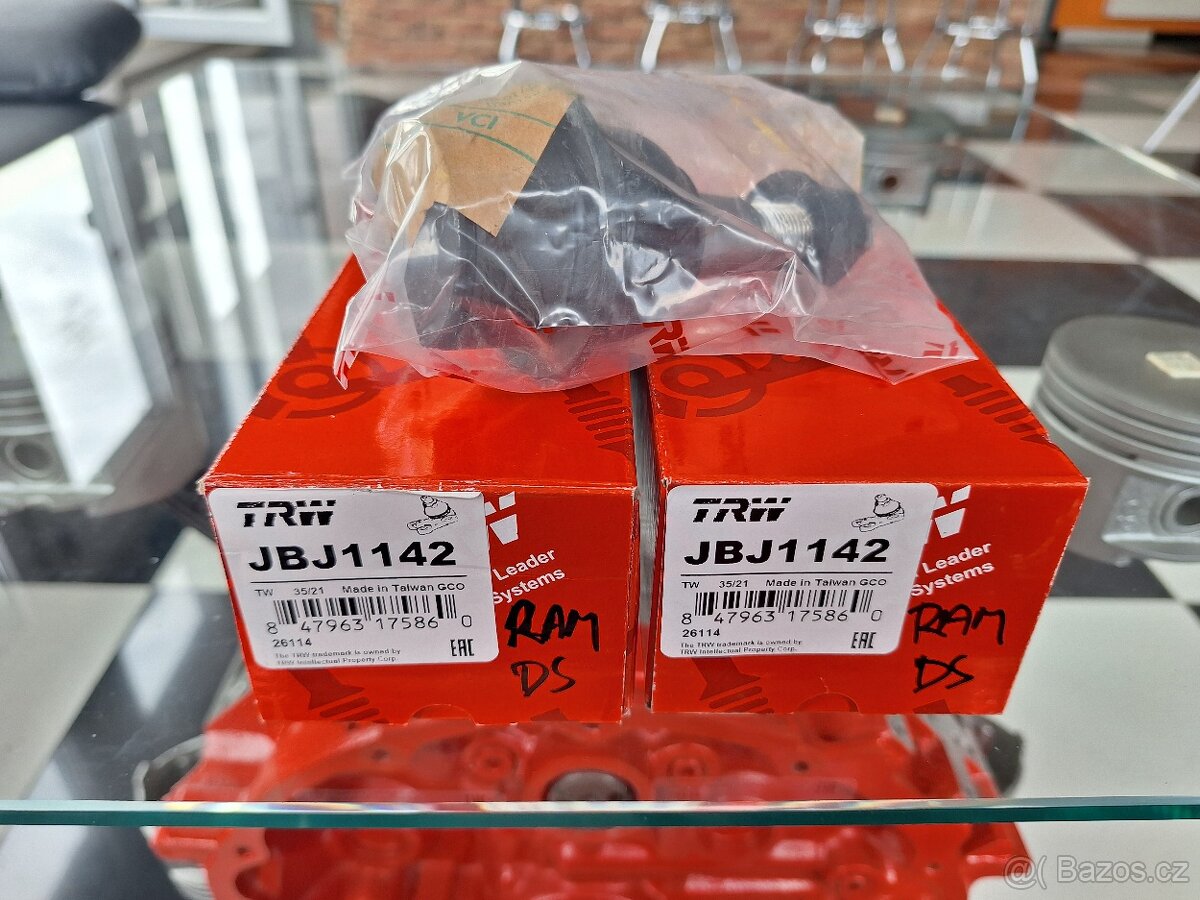 VCI
TRW
JBJ1142
TW 35/21 Made in Taiwan GCO
8 47963 17586 0
26114
The TRW trademark is owned by
TRW Intellectual Property Corp.
EAC
Leader
Systems
RAM
DS
TRW
JBJ1142
TW 35/21 Made in Taiwan GCO
8 47963 17586 0
26114
The TRW trademark is owned by
TRW Intellectual Property Corp.
EAC
Leader
Systems
RAM
DS
TRW
@( Bazos.cz